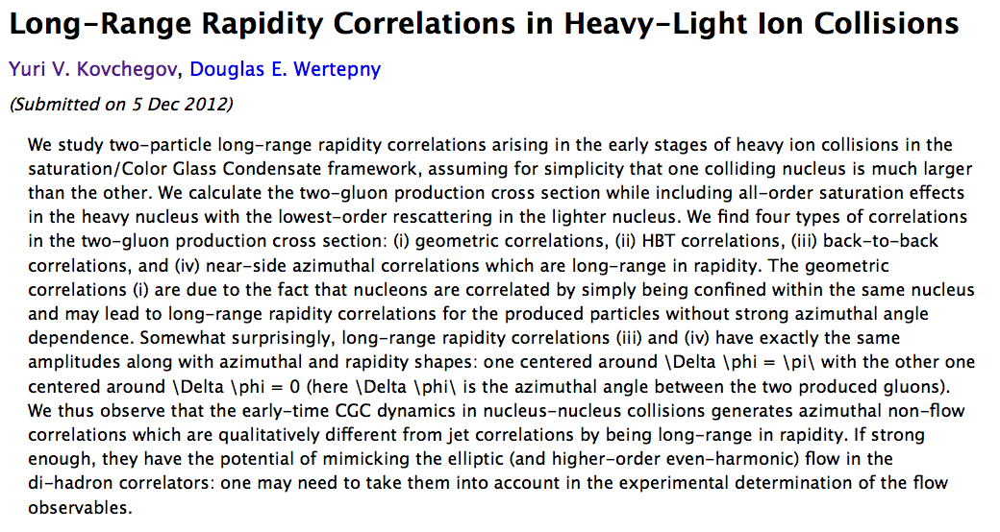 Long-Range Rapidity Correlations in Heavy-Light Ion Collisions
Yuri V. Kovchegov, Douglas E. Wertepny
(Submitted on 5 Dec 2012)
We study two-particle long-range rapidity correlations arising in the early stages of heavy ion collisions in the
saturation/Color Glass Condensate framework, assuming for simplicity that one colliding nucleus is much larger
than the other. We calculate the two-gluon production cross section while including all-order saturation effects
in the heavy nucleus with the lowest-order rescattering in the lighter nucleus. We find four types of correlations
in the two-gluon production cross section: (i) geometric correlations, (ii) HBT correlations, (iii) back-to-back
correlations, and (iv) near-side azimuthal correlations which are long-range in rapidity. The geometric
correlations (i) are due to the fact that nucleons are correlated by simply being confined within the same nucleus
and may lead to long-range rapidity correlations for the produced particles without strong azimuthal angle
dependence. Somewhat surprisingly, long-range rapidity correlations (iii) and (iv) have exactly the same
amplitudes along with azimuthal and rapidity shapes: one centered around \Delta \phi = \pi\ with the other one
centered around \Delta \phi = 0 (here \Delta \phi\ is the azimuthal angle between the two produced gluons).
We thus observe that the early-time CGC dynamics in nucleus-nucleus collisions generates azimuthal non-flow
correlations which are qualitatively different from jet correlations by being long-range in rapidity. If strong
enough, they have the potential of mimicking the elliptic (and higher-order even-harmonic) flow in the
di-hadron correlators: one may need to take them into account in the experimental determination of the flow
observables.